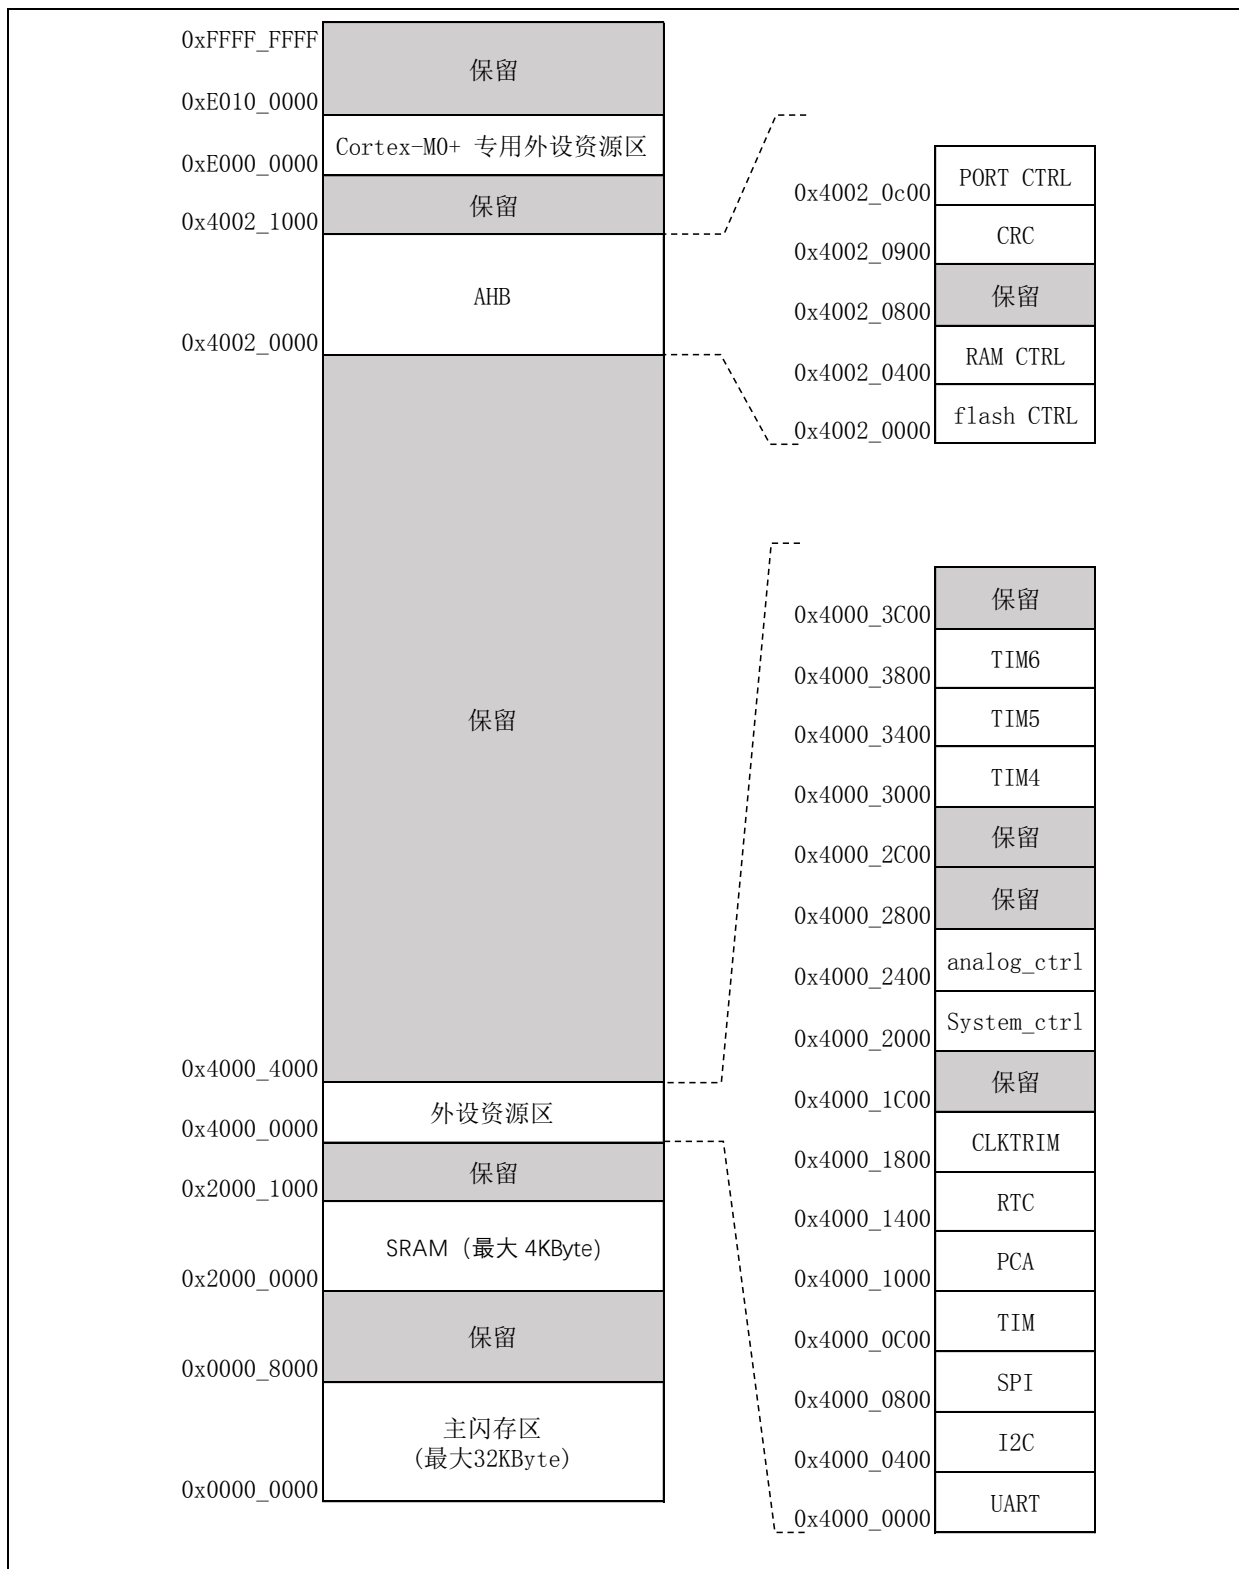 0xFFFF_FFFF
保留
0xE010_0000
Cortex-M0+ 专用外设资源区
0xE000_0000
保留
0x4002_1000
AHB
0x4002_0000
保留
0x4000_4000
外设资源区
0x4000_0000
保留
0x2000_1000
SRAM（最大 4KByte)
0x2000_0000
保留
0x0000_8000
主闪存区
(最大32KByte)
0x0000_0000
PORT CTRL
0x4002_0c00
CRC
0x4002_0900
保留
0x4002_0800
RAM CTRL
0x4002_0400
flash CTRL
0x4002_0000
保留
0x4000_3C00
TIM6
0x4000_3800
TIM5
0x4000_3400
TIM4
0x4000_3000
保留
0x4000_2C00
保留
0x4000_2800
analog_ctrl
0x4000_2400
System_ctrl
0x4000_2000
保留
0x4000_1C00
CLKTRIM
0x4000_1800
RTC
0x4000_1400
PCA
0x4000_1000
TIM
0x4000_0C00
SPI
0x4000_0800
I2C
0x4000_0400
UART
0x4000_0000